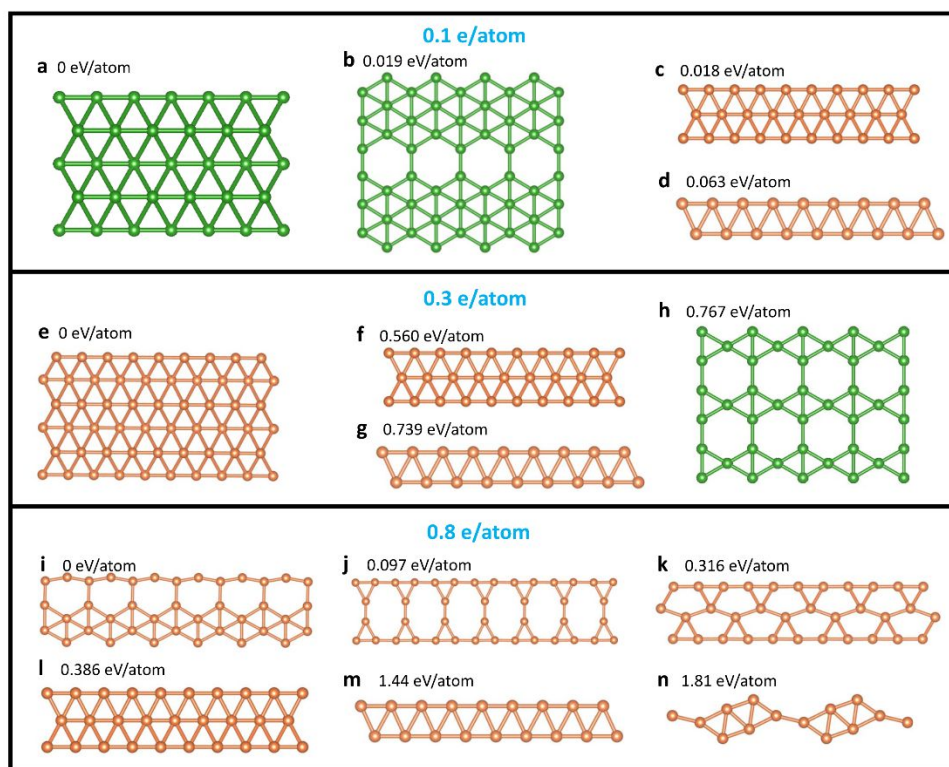 0.1 e/atom
a 0 eV/atom
b 0.019 eV/atom
c 0.018 eV/atom
d 0.063 eV/atom
0.3 e/atom
e 0 eV/atom
f 0.560 eV/atom
g 0.739 eV/atom
h 0.767 eV/atom
0.8 e/atom
i 0 eV/atom
j 0.097 eV/atom
k 0.316 eV/atom
l 0.386 eV/atom
m 1.44 eV/atom
n 1.81 eV/atom